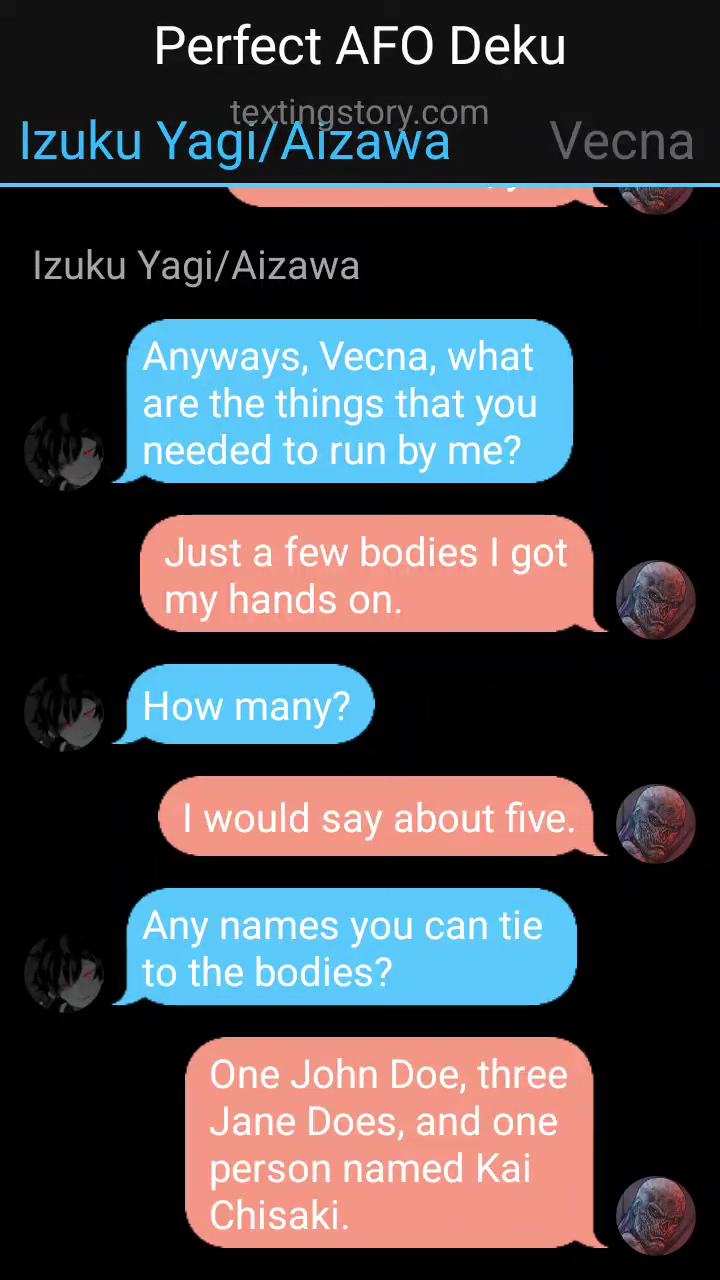 Perfect AFO Deku
textingstory.com
Izuku Yagi/Aizawa
Vecna
Izuku Yagi/Aizawa
Anyways, Vecna, what
are the things that you
needed to run by me?
Just a few bodies I got
my hands on.
How many?
I would say about five.
Any names you can tie
to the bodies?
One John Doe, three
Jane Does, and one
person named Kai
Chisaki.